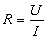 R = U/I